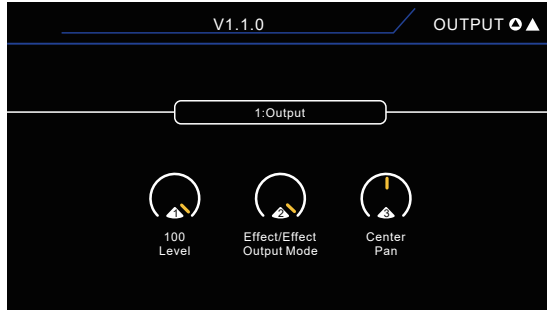 V1.1.0
OUTPUT
1:Output
1
2
3
100
Level
Effect/Effect
Output Mode
Center
Pan